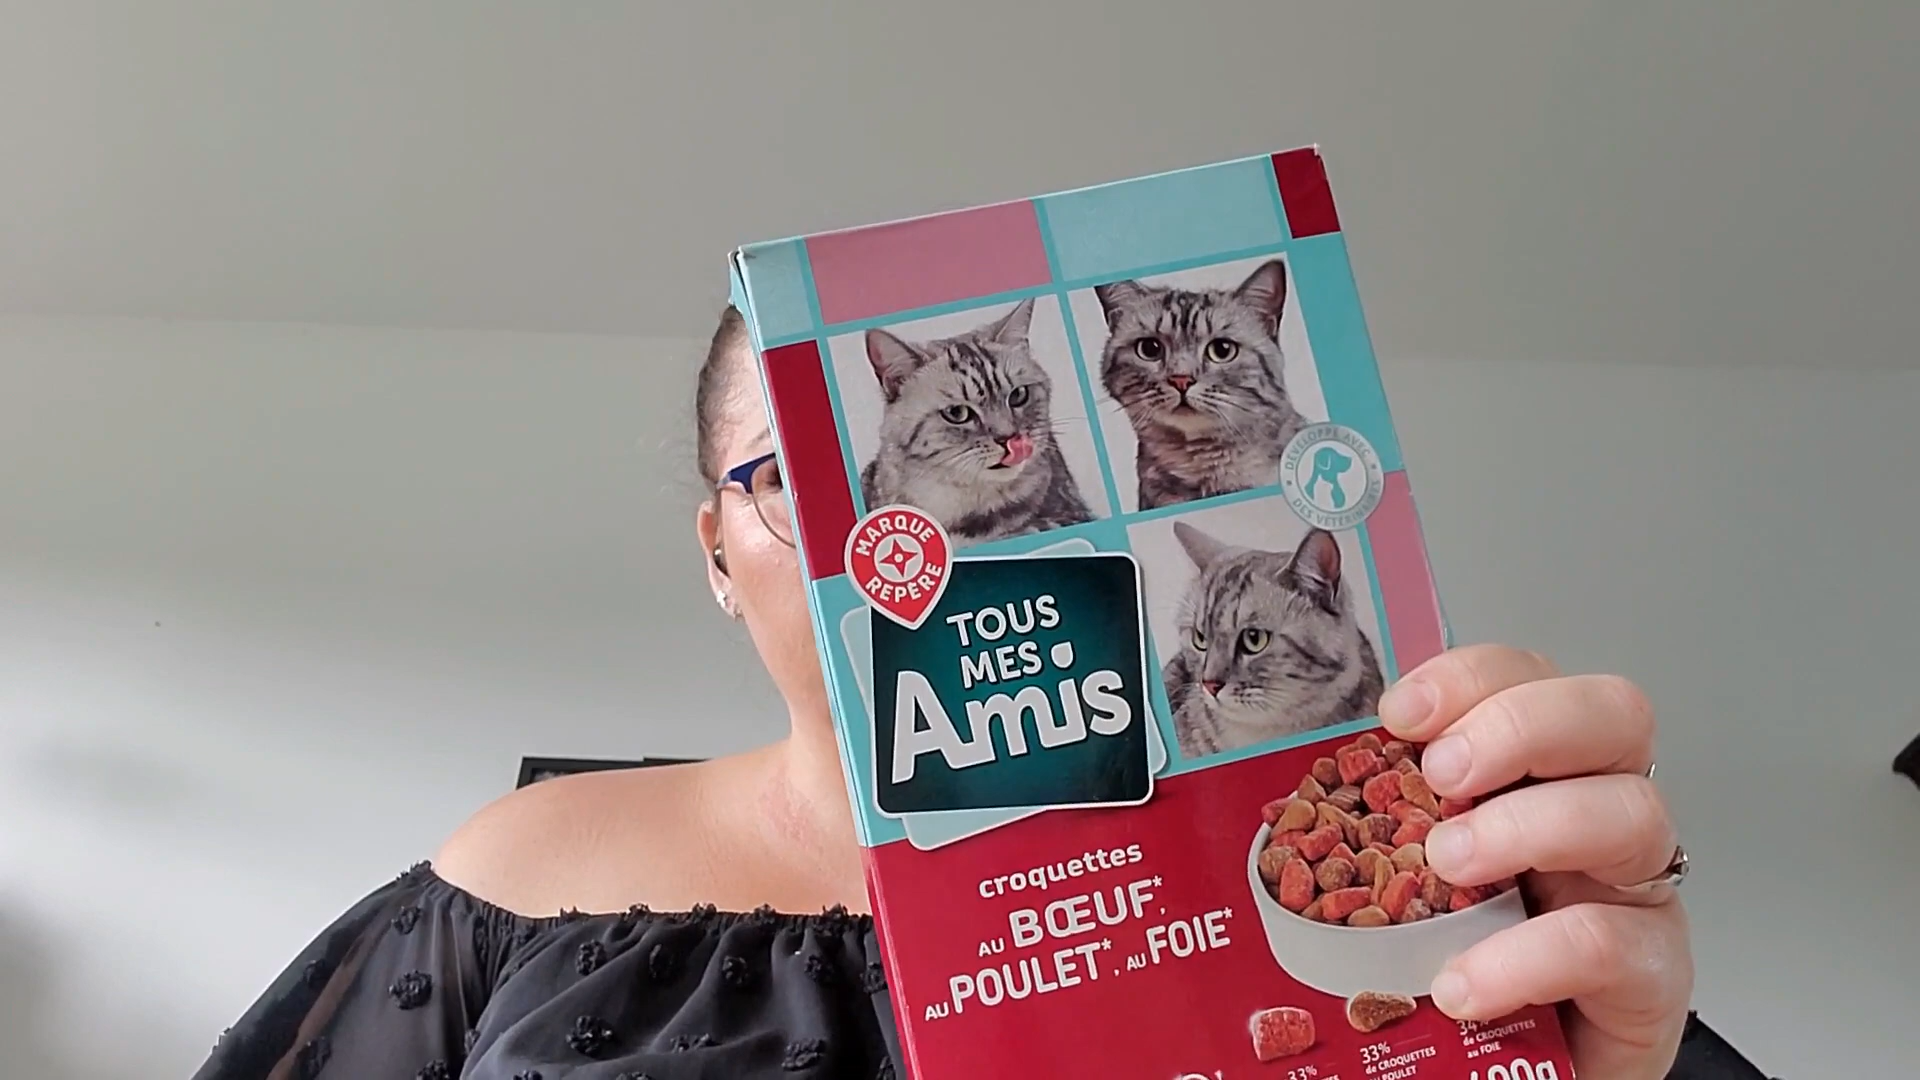 DÉVELOPPÉ AVEC
DES VÉTÉRINAIRES
MARQUE
REPÈRE
TOUS
MES
Amis
croquettes
AU BŒUF*,
AU POULET*, AU FOIE*
34%
de CROQUETTES
au FOIE
33%
de CROQUETTES
au POULET
33%
400g